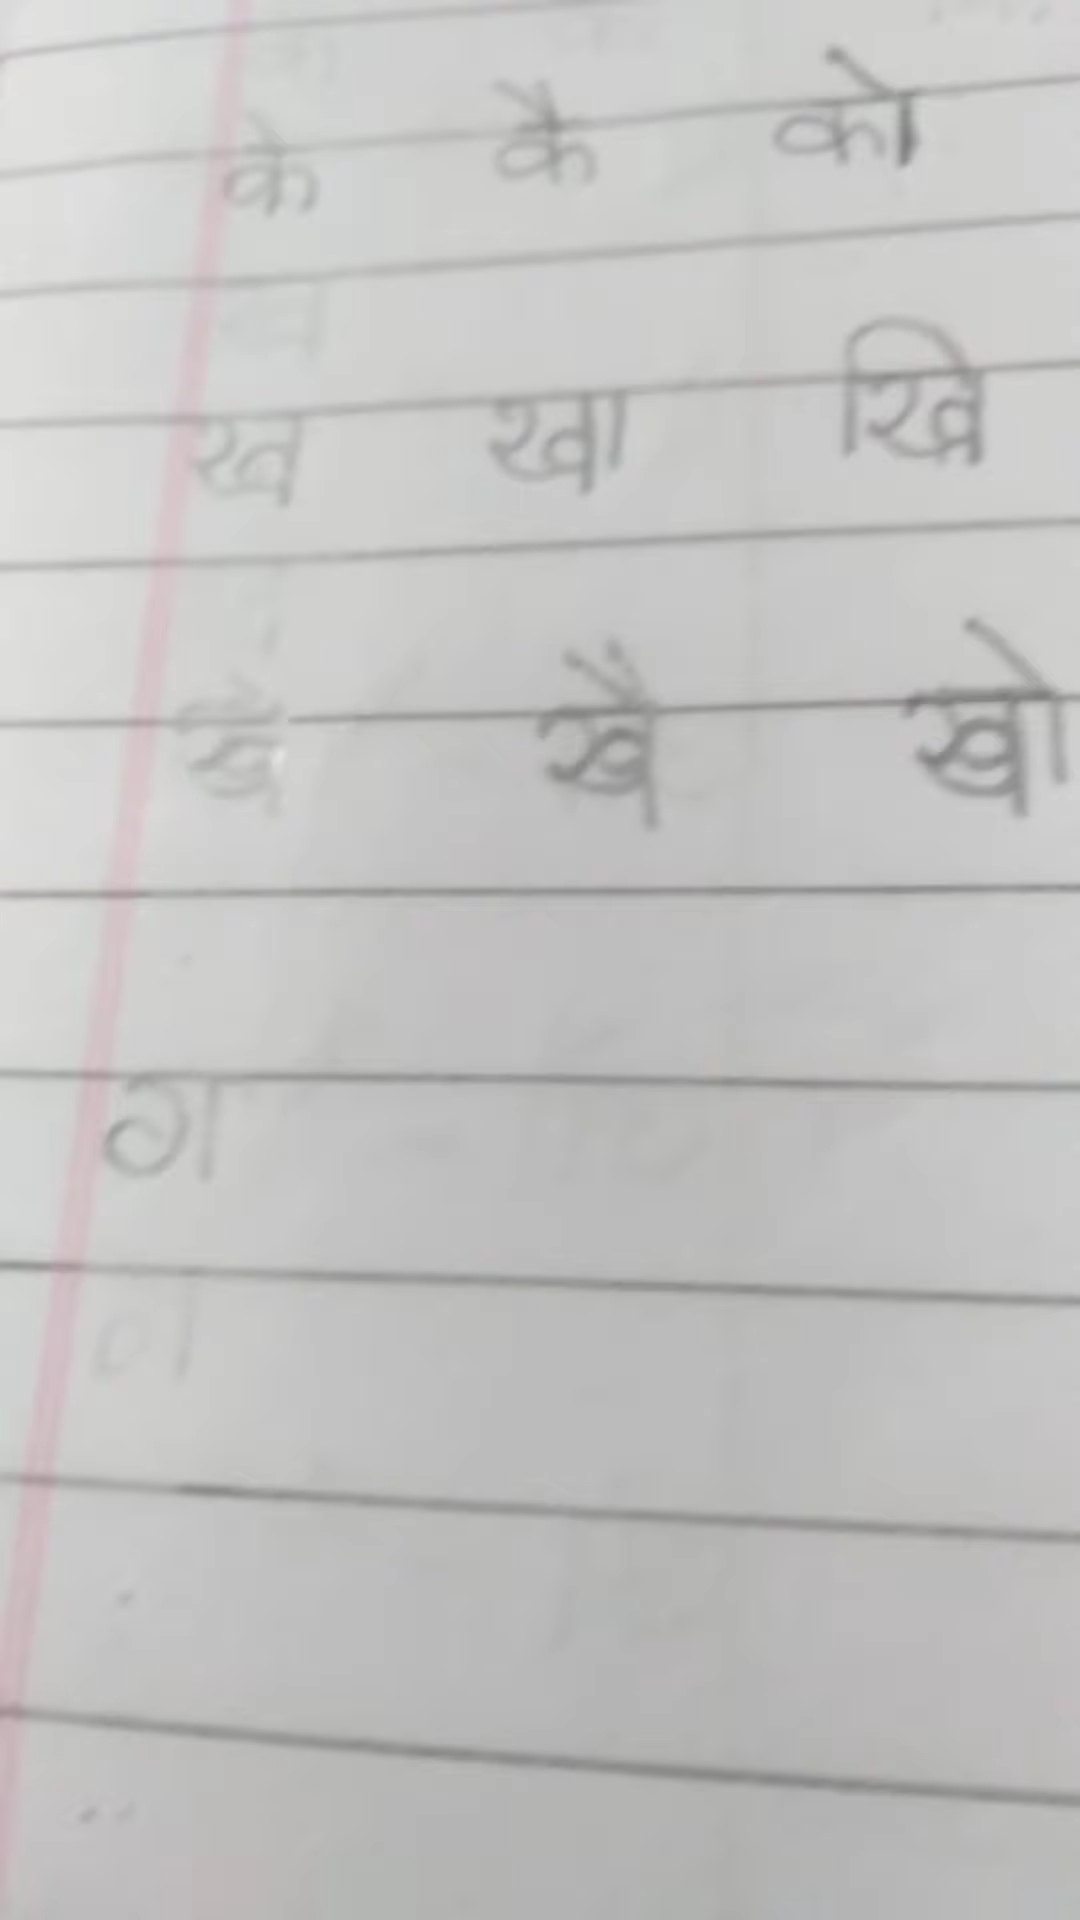 के कै को
ख खा खि
खे खै खो
ग